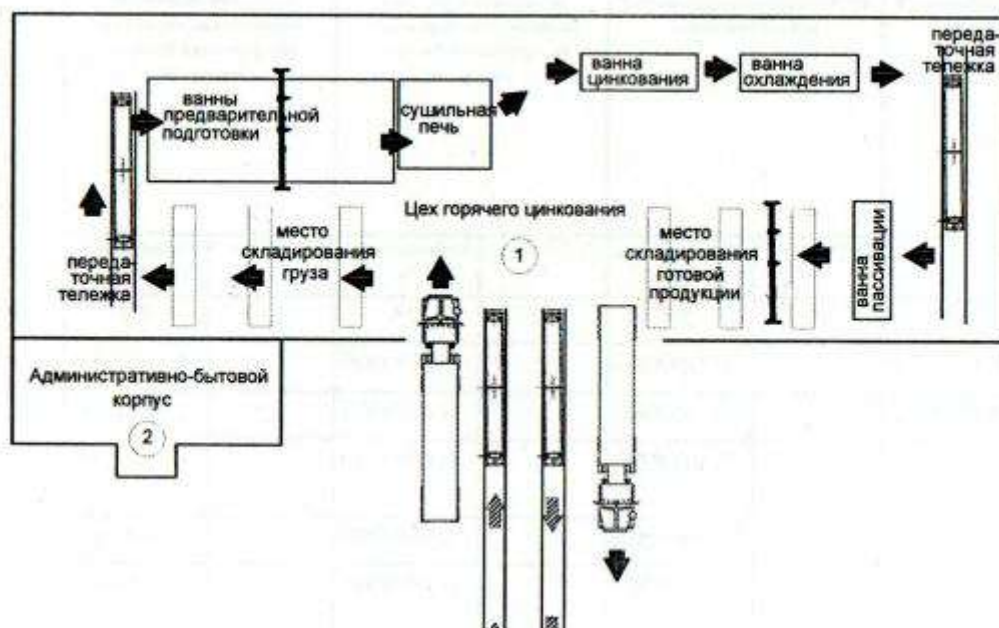 переда-
точная
тележка
ванна
цинкования
ванна
охлаждения
ванны
предварительной
подготовки
сушильная
печь
Цех горячего цинкования
1
место
складирования
груза
место
складирования
готовой
продукции
ванна
пассивации
переда-
точная
тележка
Административно-бытовой
корпус
2